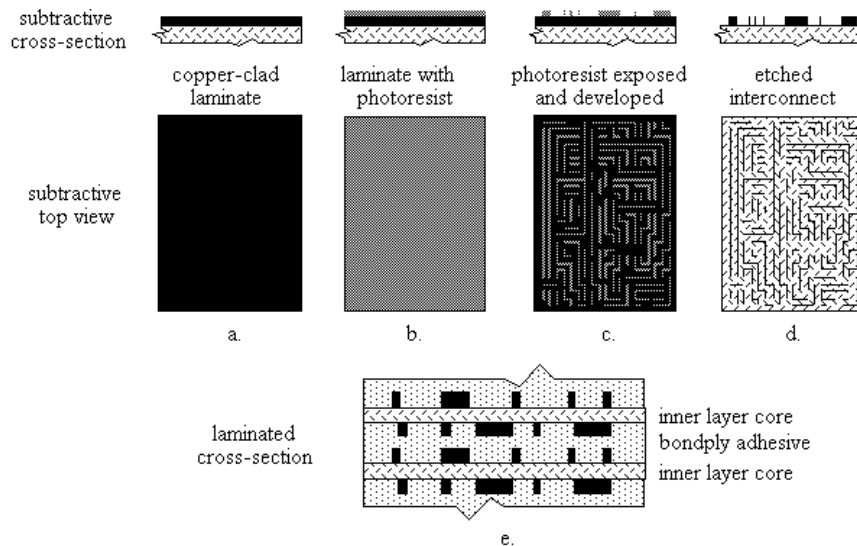 subtractive
cross-section
copper-clad
laminate
laminate with
photoresist
photoresist exposed
and developed
etched
interconnect
subtractive
top view
a.
b.
c.
d.
laminated
cross-section
inner layer core
bondply adhesive
inner layer core
e.